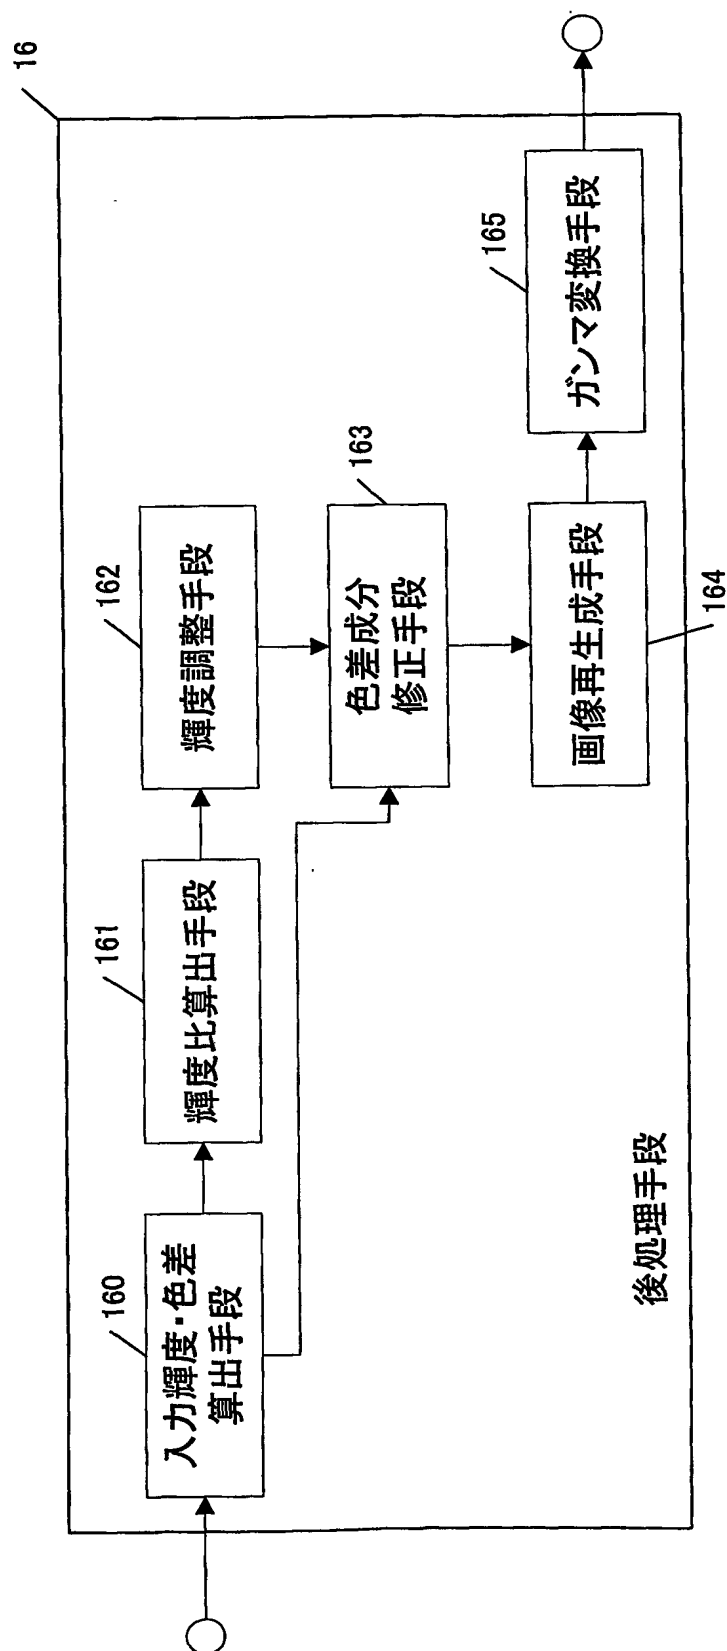 16
160
入力輝度・色差
算出手段
161
輝度比算出手段
162
輝度調整手段
163
色差成分
修正手段
164
画像再生成手段
165
ガンマ変換手段
後処理手段